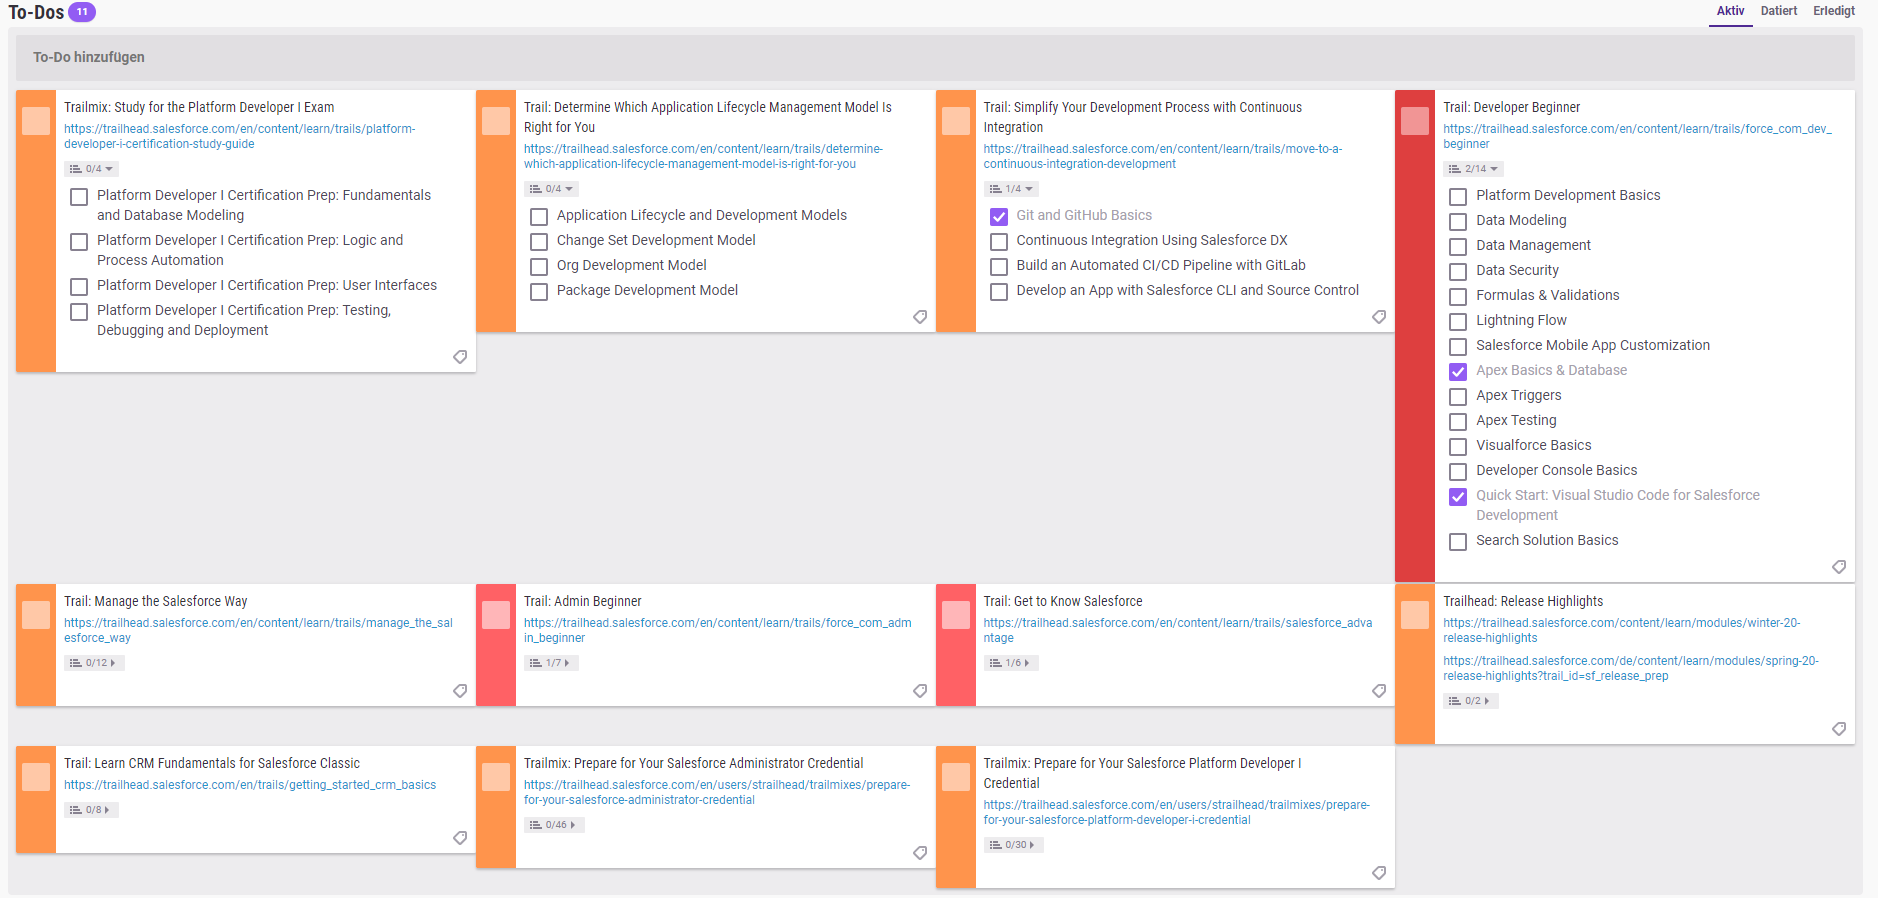 To-Dos 11
Aktiv Datiert Erledigt
To-Do hinzufügen
Trailmix: Study for the Platform Developer I Exam
https://trailhead.salesforce.com/en/content/learn/trails/platform-
developer-i-certification-study-guide
0/4
Platform Developer I Certification Prep: Fundamentals
and Database Modeling
Platform Developer I Certification Prep: Logic and
Process Automation
Platform Developer I Certification Prep: User Interfaces
Platform Developer I Certification Prep: Testing,
Debugging and Deployment
Trail: Determine Which Application Lifecycle Management Model Is
Right for You
https://trailhead.salesforce.com/en/content/learn/trails/determine-
which-application-lifecycle-management-model-is-right-for-you
0/4
Application Lifecycle and Development Models
Change Set Development Model
Org Development Model
Package Development Model
Trail: Simplify Your Development Process with Continuous
Integration
https://trailhead.salesforce.com/en/content/learn/trails/move-to-a-
continuous-integration-development
1/4
Git and GitHub Basics
Continuous Integration Using Salesforce DX
Build an Automated CI/CD Pipeline with GitLab
Develop an App with Salesforce CLI and Source Control
Trail: Developer Beginner
https://trailhead.salesforce.com/en/content/learn/trails/force_com_dev_
beginner
2/14
Platform Development Basics
Data Modeling
Data Management
Data Security
Formulas & Validations
Lightning Flow
Salesforce Mobile App Customization
Apex Basics & Database
Apex Triggers
Apex Testing
Visualforce Basics
Developer Console Basics
Quick Start: Visual Studio Code for Salesforce
Development
Search Solution Basics
Trail: Manage the Salesforce Way
https://trailhead.salesforce.com/en/content/learn/trails/manage_the_sal
esforce_way
0/12
Trail: Admin Beginner
https://trailhead.salesforce.com/en/content/learn/trails/force_com_adm
in_beginner
1/7
Trail: Get to Know Salesforce
https://trailhead.salesforce.com/en/content/learn/trails/salesforce_adva
ntage
1/6
Trailhead: Release Highlights
https://trailhead.salesforce.com/content/learn/modules/winter-20-
release-highlights
https://trailhead.salesforce.com/de/content/learn/modules/spring-20-
release-highlights?trail_id=sf_release_prep
0/2
Trail: Learn CRM Fundamentals for Salesforce Classic
https://trailhead.salesforce.com/en/trails/getting_started_crm_basics
0/8
Trailmix: Prepare for Your Salesforce Administrator Credential
https://trailhead.salesforce.com/en/users/strailhead/trailmixes/prepare-
for-your-salesforce-administrator-credential
0/46
Trailmix: Prepare for Your Salesforce Platform Developer I
Credential
https://trailhead.salesforce.com/en/users/strailhead/trailmixes/prepare-
for-your-salesforce-platform-developer-i-credential
0/30